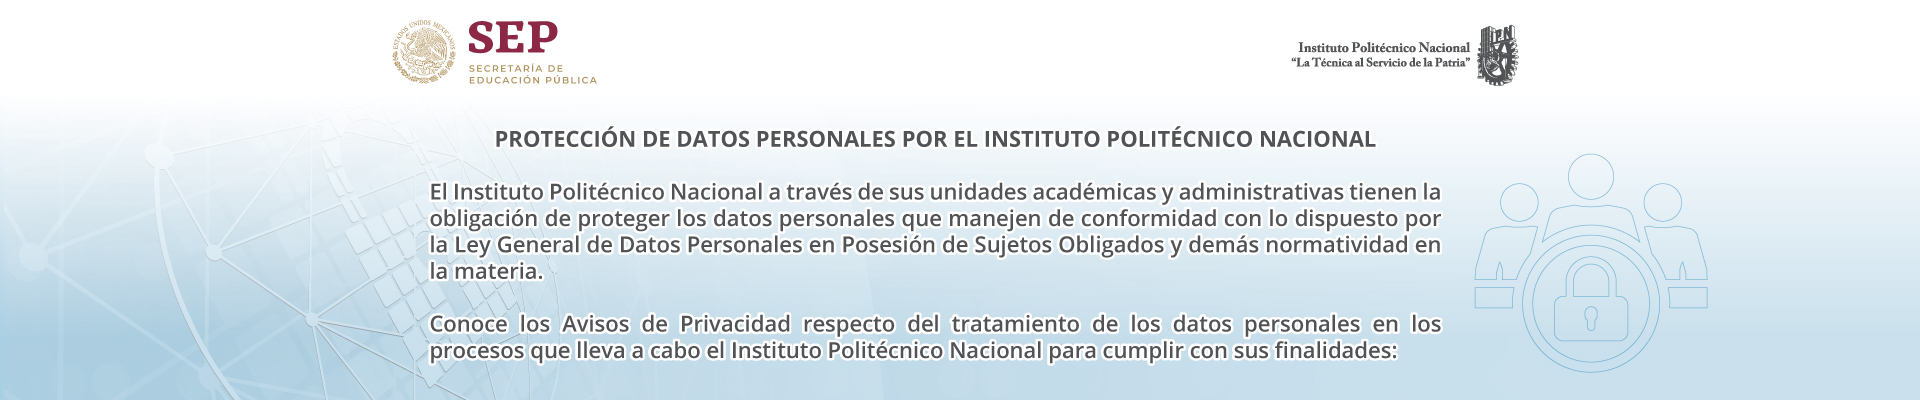 ESTADOS UNIDOS MEXICANOS
SEP
SECRETARÍA DE
EDUCACIÓN PÚBLICA
Instituto Politécnico Nacional
“La Técnica al Servicio de la Patria”
IPN
PROTECCIÓN DE DATOS PERSONALES POR EL INSTITUTO POLITÉCNICO NACIONAL
El Instituto Politécnico Nacional a través de sus unidades académicas y administrativas tienen la
obligación de proteger los datos personales que manejen de conformidad con lo dispuesto por
la Ley General de Datos Personales en Posesión de Sujetos Obligados y demás normatividad en
la materia.
Conoce los Avisos de Privacidad respecto del tratamiento de los datos personales en los
procesos que lleva a cabo el Instituto Politécnico Nacional para cumplir con sus finalidades: